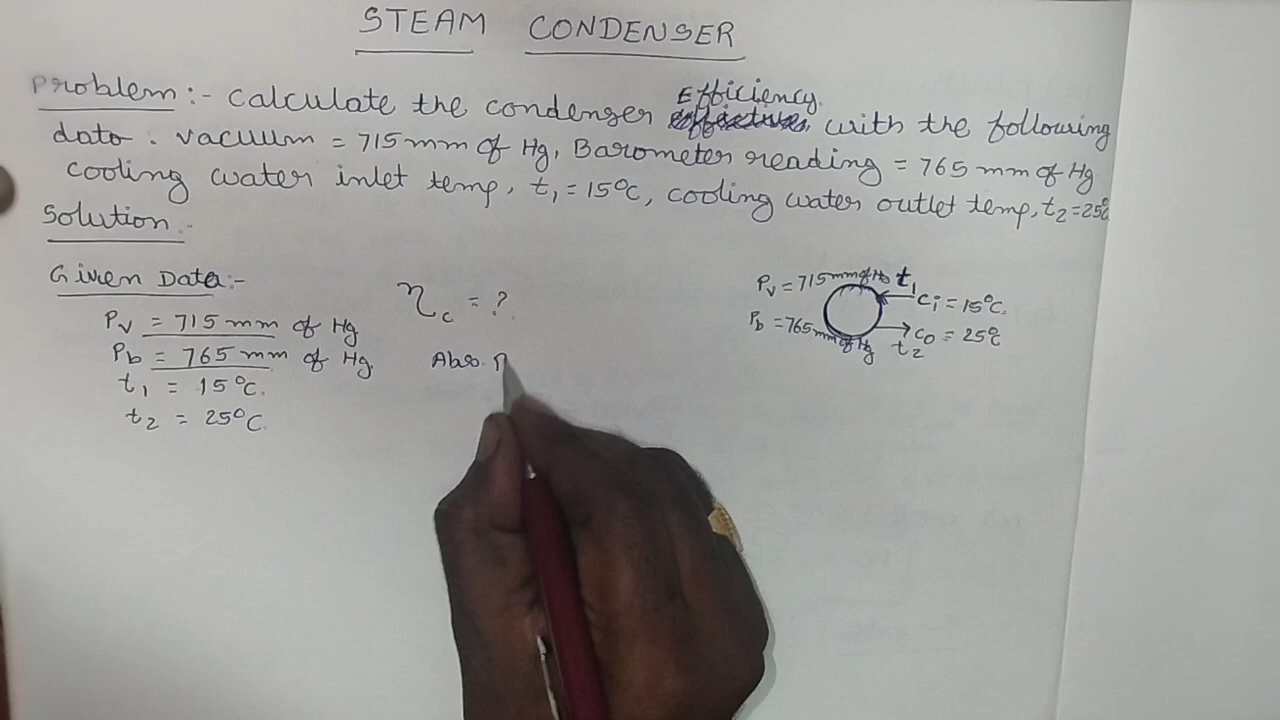 STEAM CONDENSER
Problem:- Calculate the condenser Efficiency with the following
data: vacuum = 715 mm of Hg, Barometer reading = 765 mm of Hg
cooling water inlet temp, t₁ = 15°C, cooling water outlet temp, t₂ = 25°C
Solution:-
Given Data:-
Pv = 715 mm of Hg
Pb = 765 mm of Hg.
t₁ = 15°C.
t₂ = 25°C.
ηc = ?
Abs. P
Pv = 715 mm of Hg t₁
Ci = 15°C.
Pb = 765 mm of Hg
Co = 25°C
t₂